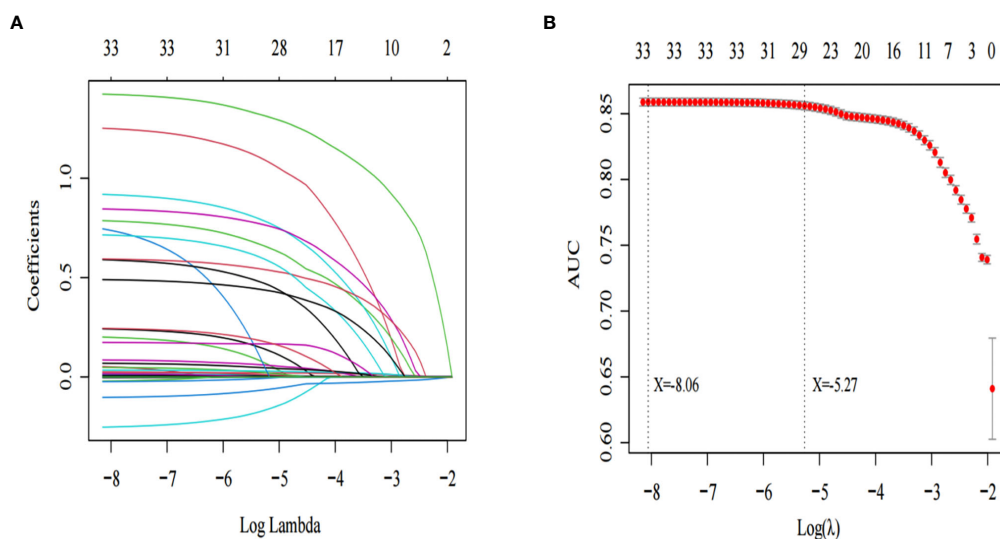 A
33 33 31 28 17 10 2
Coefficients
1.0
0.5
0.0
−8 −7 −6 −5 −4 −3 −2
Log Lambda
B
33 33 33 33 31 29 23 20 16 11 7 3 0
AUC
0.85
0.80
0.75
0.70
0.65
0.60
X=-8.06 X=-5.27
−8 −7 −6 −5 −4 −3 −2
Log(λ)